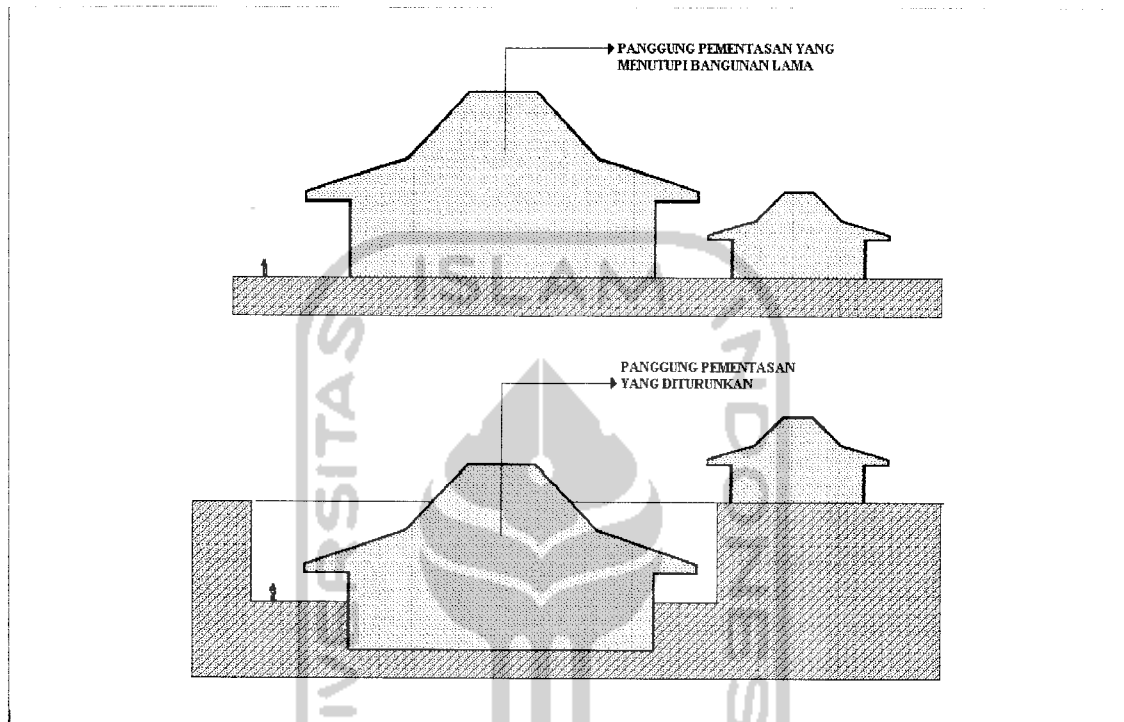 PANGGUNG PEMENTASAN YANG
MENUTUPI BANGUNAN LAMA
ISLAM
PANGGUNG PEMENTASAN
YANG DITURUNKAN